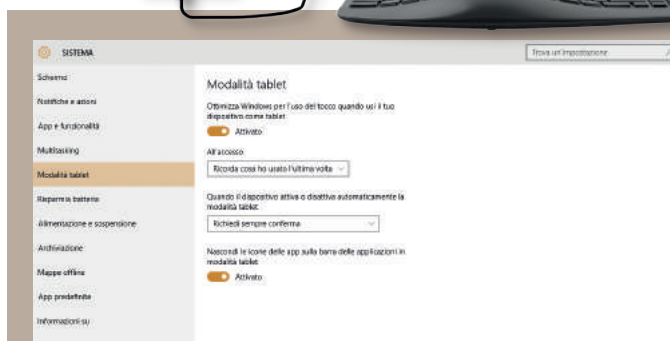 SISTEMA
Trova un'impostazione
Schermo
Notifiche e azioni
App e funzionalità
Multitasking
Modalità tablet
Risparmia batteria
Alimentazione e sospensione
Archiviazione
Mappe offline
App predefinite
Informazioni su
Modalità tablet
Ottimizza Windows per l'uso del tocco quando usi il tuo
dispositivo come tablet
Attivato
All'accesso
Ricorda cosa ho usato l'ultima volta
Quando il dispositivo attiva o disattiva automaticamente la
modalità tablet
Richiedi sempre conferma
Nascondi le icone delle app sulla barra delle applicazioni in
modalità tablet
Attivato